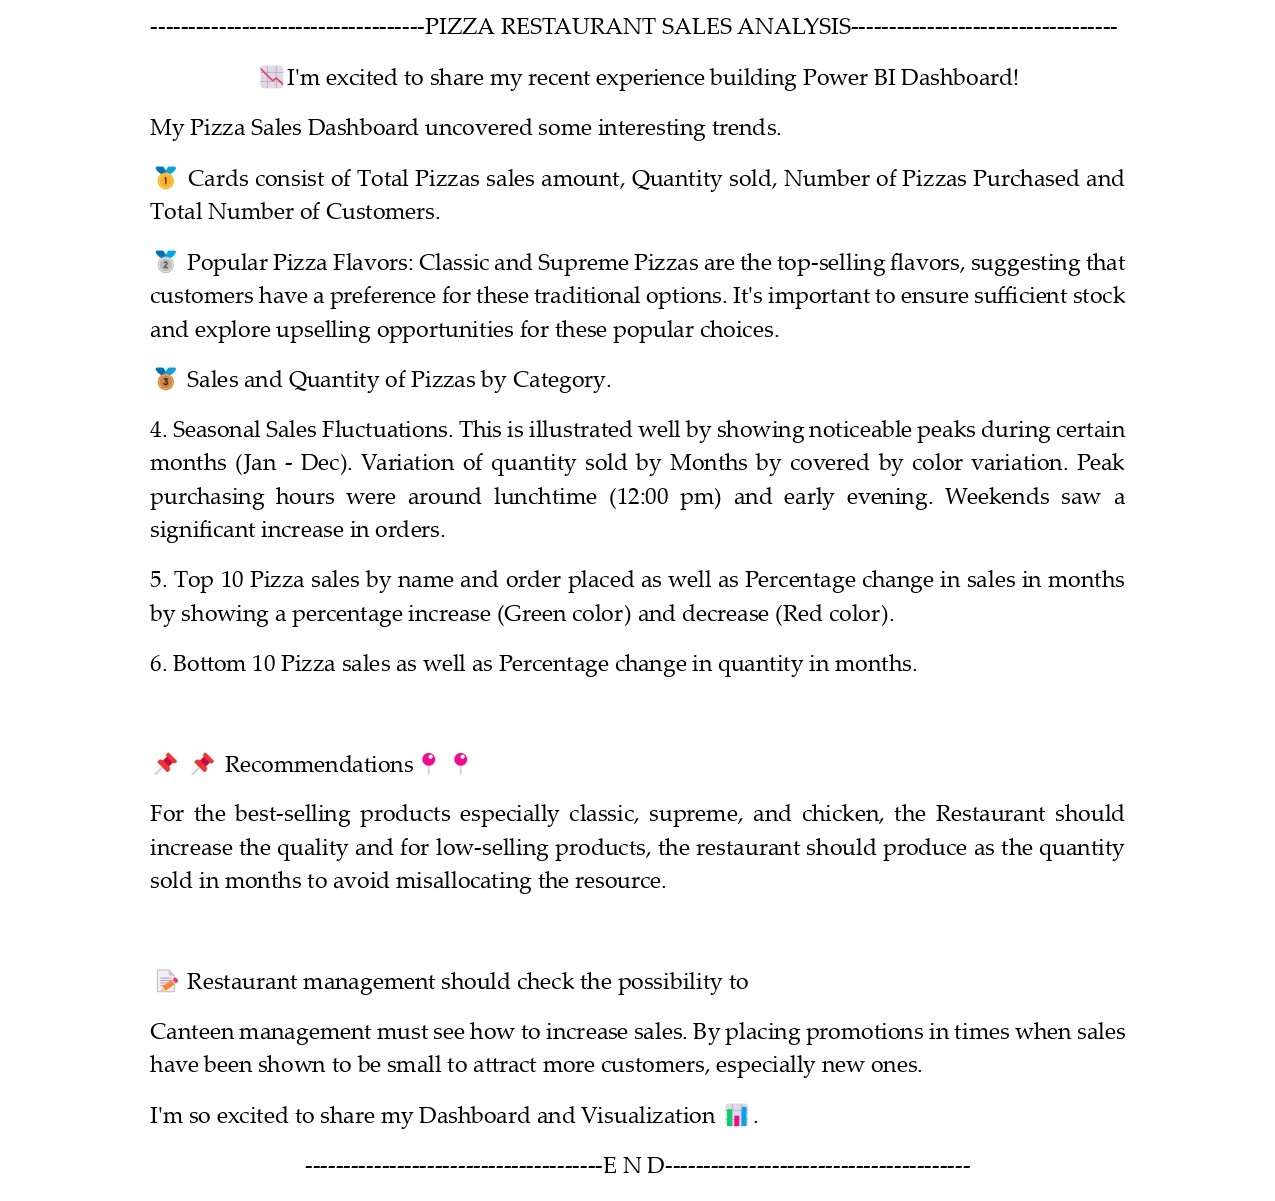 ------------------------------------PIZZA RESTAURANT SALES ANALYSIS-----------------------------------
📉I'm excited to share my recent experience building Power BI Dashboard!
My Pizza Sales Dashboard uncovered some interesting trends.
🥇 Cards consist of Total Pizzas sales amount, Quantity sold, Number of Pizzas Purchased and
Total Number of Customers.
🥈 Popular Pizza Flavors: Classic and Supreme Pizzas are the top-selling flavors, suggesting that
customers have a preference for these traditional options. It's important to ensure sufficient stock
and explore upselling opportunities for these popular choices.
🥉 Sales and Quantity of Pizzas by Category.
4. Seasonal Sales Fluctuations. This is illustrated well by showing noticeable peaks during certain
months (Jan - Dec). Variation of quantity sold by Months by covered by color variation. Peak
purchasing hours were around lunchtime (12:00 pm) and early evening. Weekends saw a
significant increase in orders.
5. Top 10 Pizza sales by name and order placed as well as Percentage change in sales in months
by showing a percentage increase (Green color) and decrease (Red color).
6. Bottom 10 Pizza sales as well as Percentage change in quantity in months.
📌 📌 Recommendations📍 📍
For the best-selling products especially classic, supreme, and chicken, the Restaurant should
increase the quality and for low-selling products, the restaurant should produce as the quantity
sold in months to avoid misallocating the resource.
📝 Restaurant management should check the possibility to
Canteen management must see how to increase sales. By placing promotions in times when sales
have been shown to be small to attract more customers, especially new ones.
I'm so excited to share my Dashboard and Visualization 📊.
---------------------------------------E N D----------------------------------------